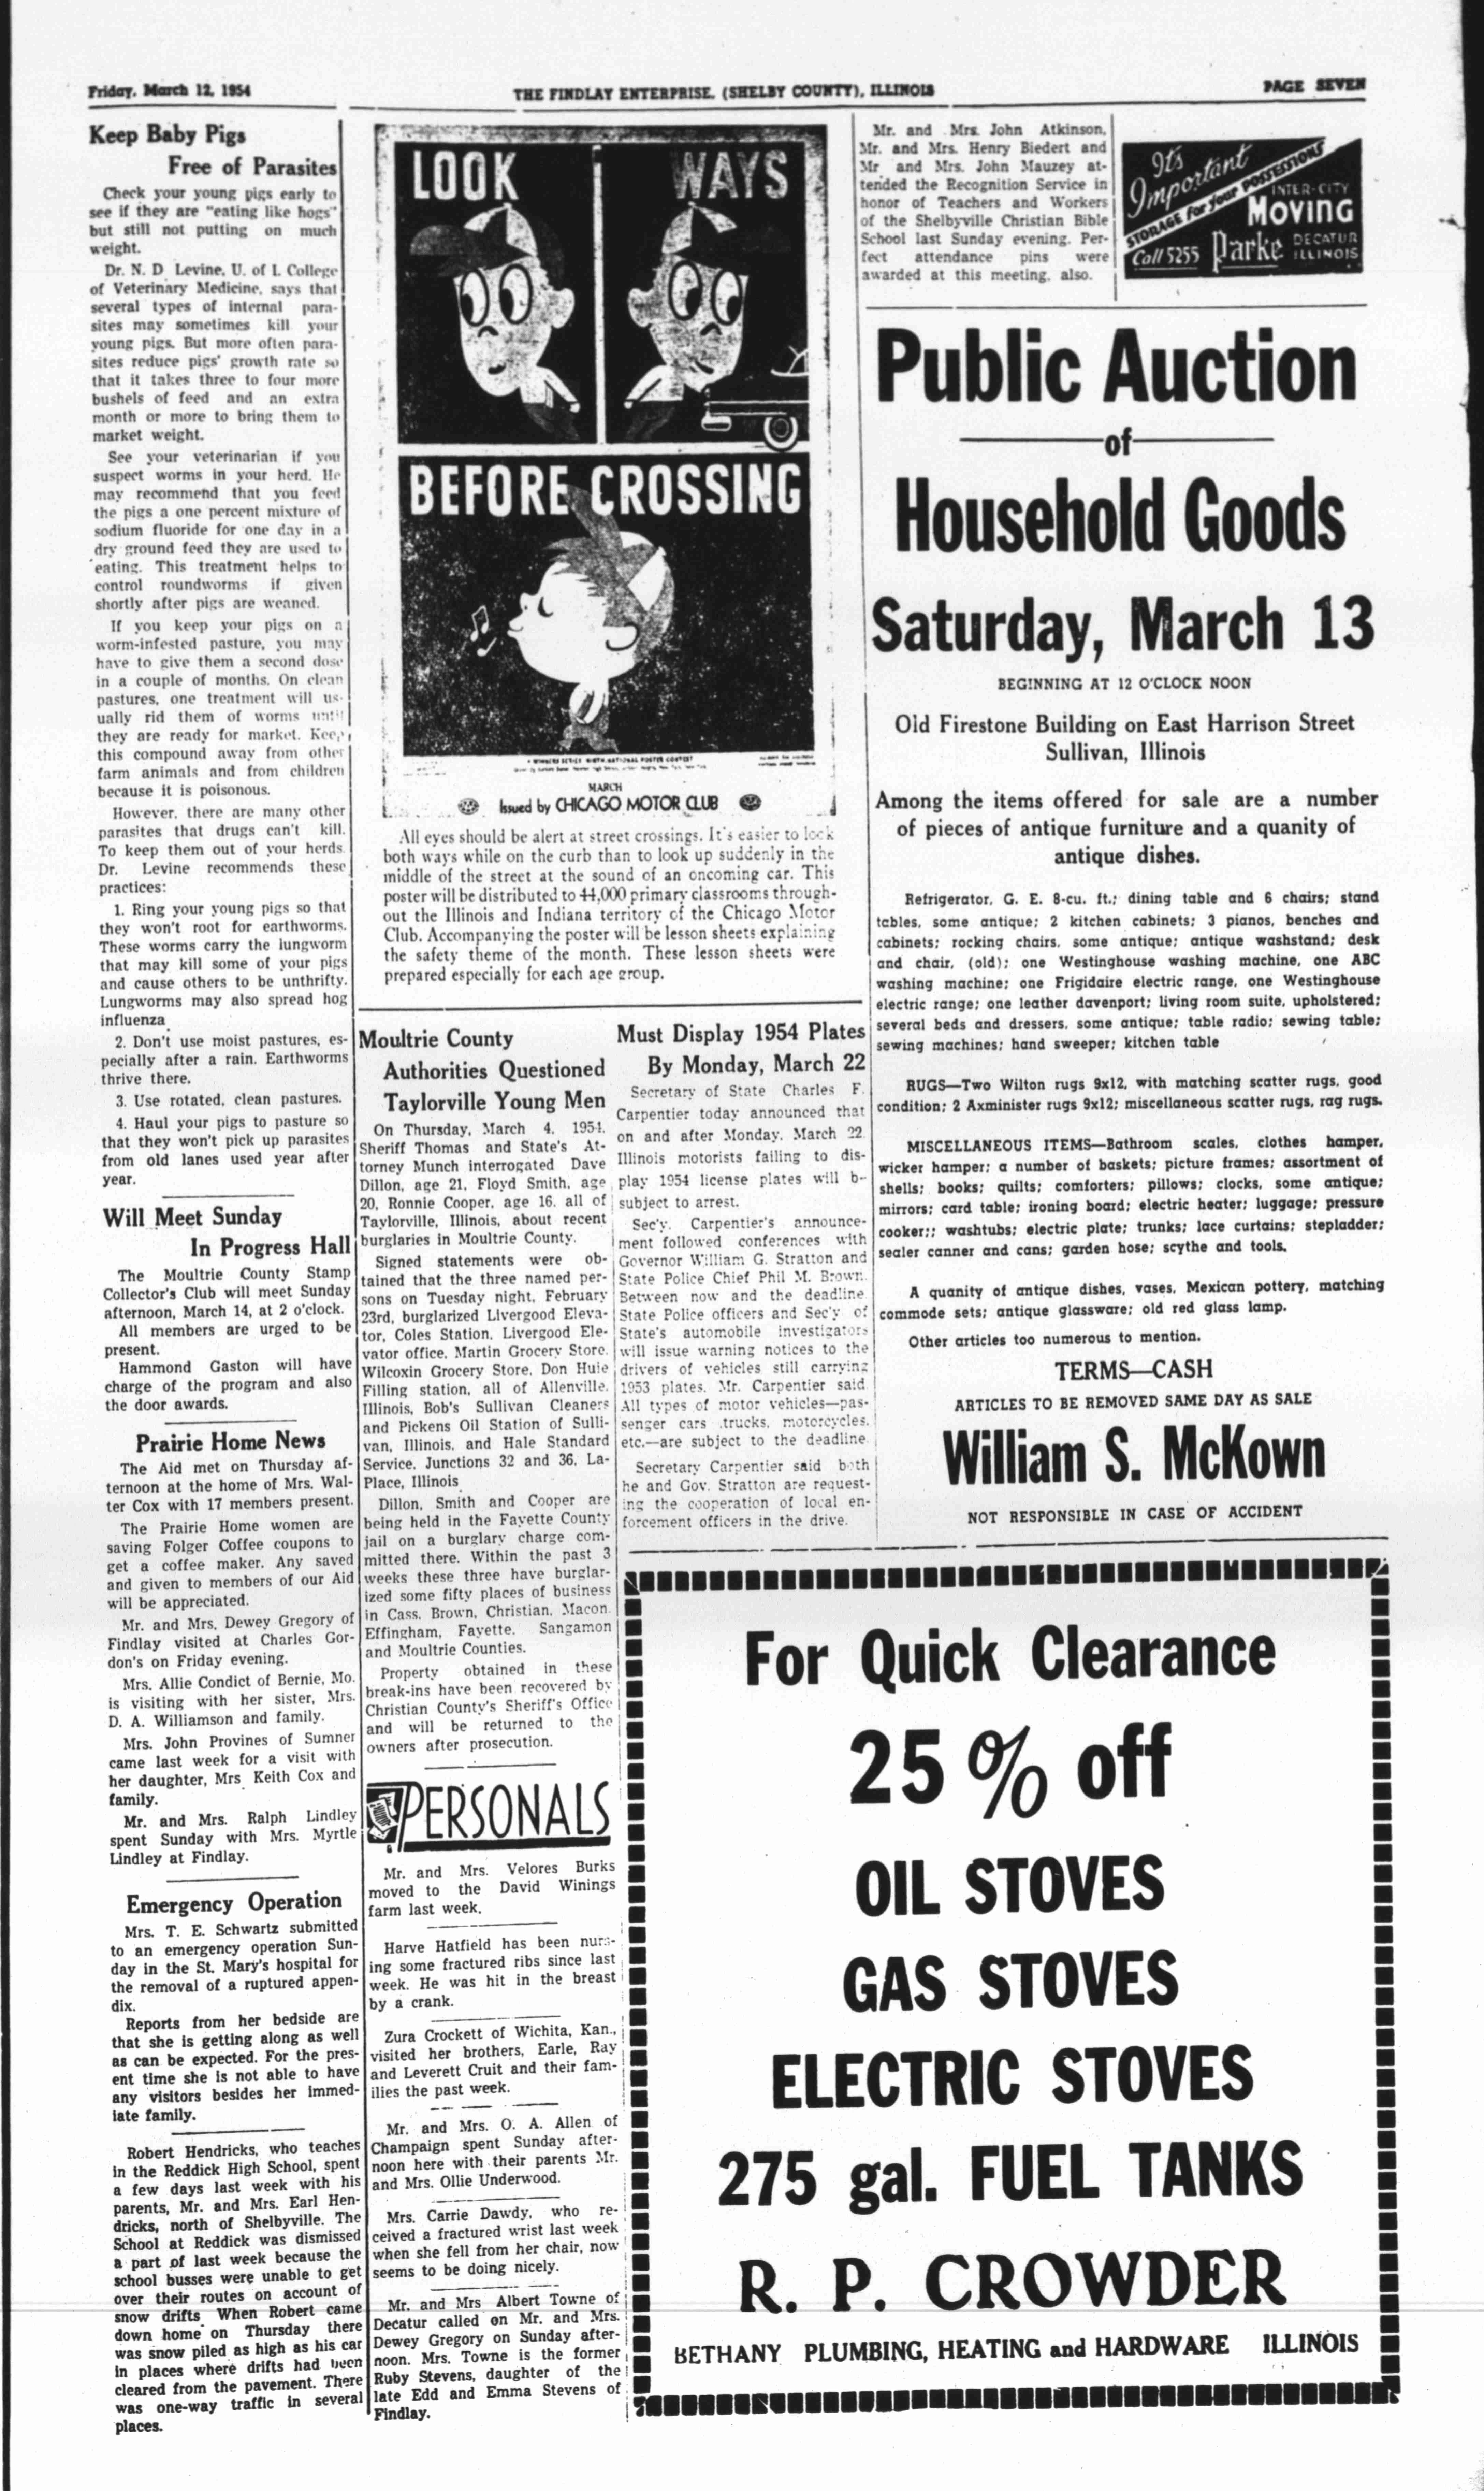 Friday, March 12, 1954
THE FINDLAY ENTERPRISE, (SHELBY COUNTY), ILLINOIS
PAGE SEVEN
Keep Baby Pigs
Free of Parasites
Check your young pigs early to
see if they are "eating like hogs"
but still not putting on much
weight.
Dr. N. D. Levine, U. of I. College
of Veterinary Medicine, says that
several types of internal para-
sites may sometimes kill your
young pigs. But more often para-
sites reduce pigs' growth rate so
that it takes three to four more
bushels of feed and an extra
month or more to bring them to
market weight.
See your veterinarian if you
suspect worms in your herd. He
may recommend that you feed
the pigs a one percent mixture of
sodium fluoride for one day in a
dry ground feed they are used to
eating. This treatment helps to
control roundworms if given
shortly after pigs are weaned.
If you keep your pigs on a
worm-infested pasture, you may
have to give them a second dose
in a couple of months. On clean
pastures, one treatment will us-
ually rid them of worms until
they are ready for market. Keep
this compound away from other
farm animals and from children
because it is poisonous.
However, there are many other
parasites that drugs can't kill.
To keep them out of your herds
Dr. Levine recommends these
practices:
1. Ring your young pigs so that
they won't root for earthworms.
These worms carry the lungworm
that may kill some of your pigs
and cause others to be unthrifty.
Lungworms may also spread hog
influenza.
2. Don't use moist pastures, es-
pecially after a rain. Earthworms
thrive there.
3. Use rotated, clean pastures.
4. Haul your pigs to pasture so
that they won't pick up parasites
from old lanes used year after
year.
Will Meet Sunday
In Progress Hall
The Moultrie County Stamp
Collector's Club will meet Sunday
afternoon, March 14, at 2 o'clock.
All members are urged to be
present.
Hammond Gaston will have
charge of the program and also
the door awards.
Prairie Home News
The Aid met on Thursday af-
ternoon at the home of Mrs. Wal-
ter Cox with 17 members present.
The Prairie Home women are
saving Folger Coffee coupons to
get a coffee maker. Any saved
and given to members of our Aid
will be appreciated.
Mr. and Mrs. Dewey Gregory of
Findlay visited at Charles Gor-
don's on Friday evening.
Mrs. Allie Condict of Bernie, Mo.
is visiting with her sister, Mrs.
D. A. Williamson and family.
Mrs. John Provines of Sumner
came last week for a visit with
her daughter, Mrs. Keith Cox and
family.
Mr. and Mrs. Ralph Lindley
spent Sunday with Mrs. Myrtle
Lindley at Findlay.
Emergency Operation
Mrs. T. E. Schwartz submitted
to an emergency operation Sun-
day in the St. Mary's hospital for
the removal of a ruptured appen-
dix.
Reports from her bedside are
that she is getting along as well
as can be expected. For the pres-
ent time she is not able to have
any visitors besides her immed-
iate family.
Robert Hendricks, who teaches
in the Reddick High School, spent
a few days last week with his
parents, Mr. and Mrs. Earl Hen-
dricks, north of Shelbyville. The
School at Reddick was dismissed
a part of last week because the
school busses were unable to get
over their routes on account of
snow drifts. When Robert came
down home on Thursday there
was snow piled as high as his car
in places where drifts had been
cleared from the pavement. There
was one-way traffic in several
places.
LOOK WAYS
BEFORE CROSSING
MARCH
Issued by CHICAGO MOTOR CLUB
All eyes should be alert at street crossings. It's easier to look
both ways while on the curb than to look up suddenly in the
middle of the street at the sound of an oncoming car. This
poster will be distributed to 44,000 primary classrooms through-
out the Illinois and Indiana territory of the Chicago Motor
Club. Accompanying the poster will be lesson sheets explaining
the safety theme of the month. These lesson sheets were
prepared especially for each age group.
Moultrie County
Authorities Questioned
Taylorville Young Men
On Thursday, March 4, 1954,
Sheriff Thomas and State's At-
torney Munch interrogated Dave
Dillon, age 21, Floyd Smith, age
20, Ronnie Cooper, age 16, all of
Taylorville, Illinois, about recent
burglaries in Moultrie County.
Signed statements were ob-
tained that the three named per-
sons on Tuesday night, February
23rd, burglarized Livergood Eleva-
tor, Coles Station, Livergood Ele-
vator office, Martin Grocery Store,
Wilcoxin Grocery Store, Don Huie
Filling station, all of Allenville,
Illinois, Bob's Sullivan Cleaners
and Pickens Oil Station of Sulli-
van, Illinois, and Hale Standard
Service, Junctions 32 and 36, La-
Place, Illinois
Dillon, Smith and Cooper are
being held in the Fayette County
jail on a burglary charge com-
mitted there. Within the past 3
weeks these three have burglar-
ized some fifty places of business
in Cass, Brown, Christian, Macon,
Effingham, Fayette, Sangamon
and Moultrie Counties.
Property obtained in these
break-ins have been recovered by
Christian County's Sheriff's Office
and will be returned to the
owners after prosecution.
PERSONALS
Mr. and Mrs. Velores Burks
moved to the David Winings
farm last week.
Harve Hatfield has been nurs-
ing some fractured ribs since last
week. He was hit in the breast
by a crank.
Zura Crockett of Wichita, Kan.,
visited her brothers, Earle, Ray
and Leverett Cruit and their fam-
ilies the past week.
Mr. and Mrs. O. A. Allen of
Champaign spent Sunday after-
noon here with their parents Mr.
and Mrs. Ollie Underwood.
Mrs. Carrie Dawdy, who re-
ceived a fractured wrist last week
when she fell from her chair, now
seems to be doing nicely.
Mr. and Mrs Albert Towne of
Decatur called on Mr. and Mrs.
Dewey Gregory on Sunday after-
noon. Mrs. Towne is the former
Ruby Stevens, daughter of the
late Edd and Emma Stevens of
Findlay.
Must Display 1954 Plates
By Monday, March 22
Secretary of State Charles F.
Carpentier today announced that
on and after Monday, March 22
Illinois motorists failing to dis-
play 1954 license plates will b-
subject to arrest.
Sec'y. Carpentier's announce-
ment followed conferences with
Governor William G. Stratton and
State Police Chief Phil M. Brown.
Between now and the deadline
State Police officers and Sec'y of
State's automobile investigators
will issue warning notices to the
drivers of vehicles still carrying
1953 plates, Mr. Carpentier said.
All types of motor vehicles—pas-
senger cars ,trucks, motorcycles,
etc.—are subject to the deadline.
Secretary Carpentier said both
he and Gov. Stratton are request-
ing the cooperation of local en-
forcement officers in the drive.
Mr. and Mrs. John Atkinson,
Mr. and Mrs. Henry Biedert and
Mr and Mrs. John Mauzey at-
tended the Recognition Service in
honor of Teachers and Workers
of the Shelbyville Christian Bible
School last Sunday evening. Per-
fect attendance pins were
awarded at this meeting, also.
It's
Important
STORAGE for your POSSESSIONS
INTER-CITY
MOVING
Call 5255 Parke DECATUR
ILLINOIS
Public Auction
of
Household Goods
Saturday, March 13
BEGINNING AT 12 O'CLOCK NOON
Old Firestone Building on East Harrison Street
Sullivan, Illinois
Among the items offered for sale are a number
of pieces of antique furniture and a quanity of
antique dishes.
Refrigerator, G. E. 8-cu. ft.; dining table and 6 chairs; stand
tables, some antique; 2 kitchen cabinets; 3 pianos, benches and
cabinets; rocking chairs, some antique; antique washstand; desk
and chair, (old); one Westinghouse washing machine, one ABC
washing machine; one Frigidaire electric range, one Westinghouse
electric range; one leather davenport; living room suite, upholstered;
several beds and dressers, some antique; table radio; sewing table;
sewing machines; hand sweeper; kitchen table
RUGS—Two Wilton rugs 9x12, with matching scatter rugs, good
condition; 2 Axminister rugs 9x12; miscellaneous scatter rugs, rag rugs.
MISCELLANEOUS ITEMS—Bathroom scales, clothes hamper,
wicker hamper; a number of baskets; picture frames; assortment of
shells; books; quilts; comforters; pillows; clocks, some antique;
mirrors; card table; ironing board; electric heater; luggage; pressure
cooker;; washtubs; electric plate; trunks; lace curtains; stepladder;;
sealer canner and cans; garden hose; scythe and tools.
A quanity of antique dishes, vases, Mexican pottery, matching
commode sets; antique glassware; old red glass lamp.
Other articles too numerous to mention.
TERMS—CASH
ARTICLES TO BE REMOVED SAME DAY AS SALE
William S. McKown
NOT RESPONSIBLE IN CASE OF ACCIDENT
For Quick Clearance
25 % off
OIL STOVES
GAS STOVES
ELECTRIC STOVES
275 gal. FUEL TANKS
R. P. CROWDER
BETHANY PLUMBING, HEATING and HARDWARE ILLINOIS